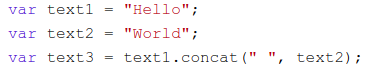 var text1 = "Hello";
var text2 = "World";
var text3 = text1.concat(" ", text2);